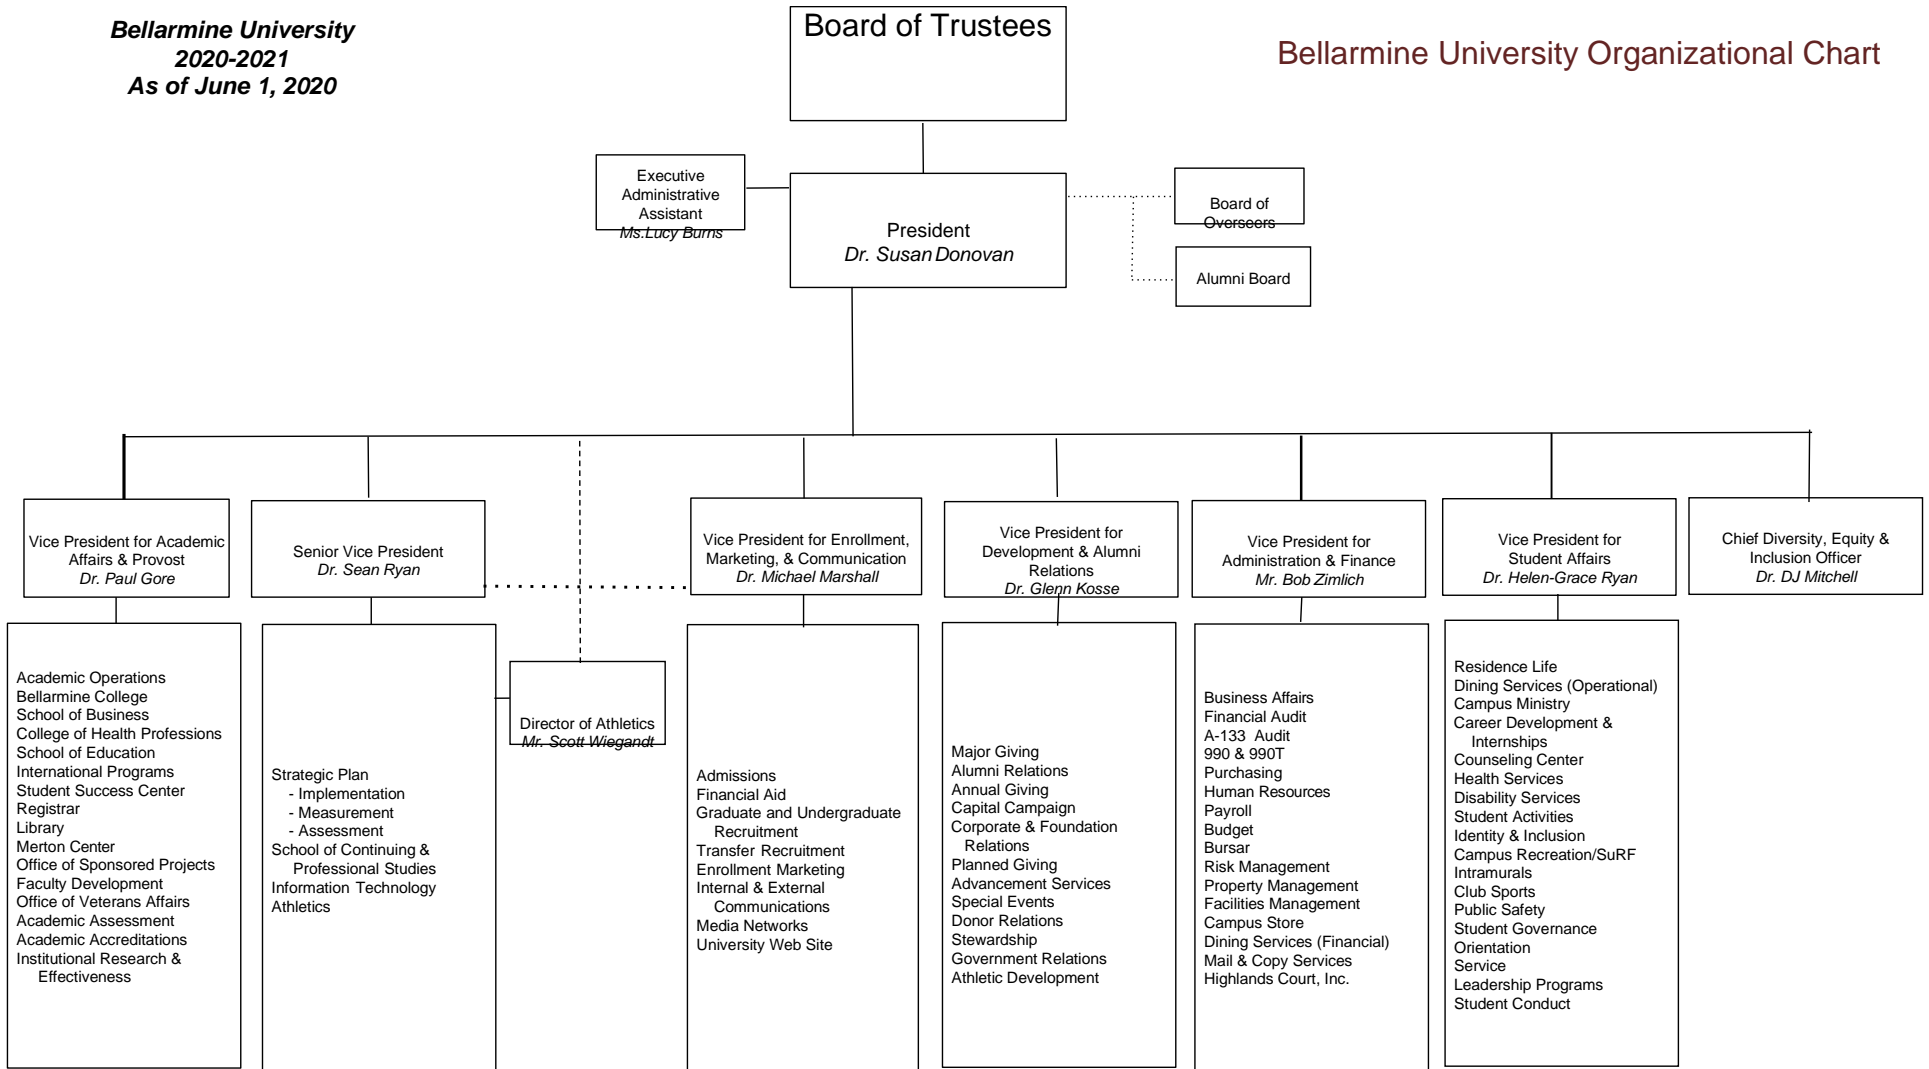 Bellarmine University
2020-2021
As of June 1, 2020
Board of Trustees
Bellarmine University Organizational Chart
Executive
Administrative
Assistant
Ms.Lucy Burns
President
Dr. Susan Donovan
Board of
Overseers
Alumni Board
Vice President for Academic
Affairs & Provost
Dr. Paul Gore
Senior Vice President
Dr. Sean Ryan
Vice President for Enrollment,
Marketing, & Communication
Dr. Michael Marshall
Vice President for
Development & Alumni
Relations
Dr. Glenn Kosse
Vice President for
Administration & Finance
Mr. Bob Zimlich
Vice President for
Student Affairs
Dr. Helen-Grace Ryan
Chief Diversity, Equity &
Inclusion Officer
Dr. DJ Mitchell
Academic Operations
Bellarmine College
School of Business
College of Health Professions
School of Education
International Programs
Student Success Center
Registrar
Library
Merton Center
Office of Sponsored Projects
Faculty Development
Office of Veterans Affairs
Academic Assessment
Academic Accreditations
Institutional Research &
Effectiveness
Strategic Plan
- Implementation
- Measurement
- Assessment
School of Continuing &
Professional Studies
Information Technology
Athletics
Director of Athletics
Mr. Scott Wiegandt
Admissions
Financial Aid
Graduate and Undergraduate
Recruitment
Transfer Recruitment
Enrollment Marketing
Internal & External
Communications
Media Networks
University Web Site
Major Giving
Alumni Relations
Annual Giving
Capital Campaign
Corporate & Foundation
Relations
Planned Giving
Advancement Services
Special Events
Donor Relations
Stewardship
Government Relations
Athletic Development
Business Affairs
Financial Audit
A-133 Audit
990 & 990T
Purchasing
Human Resources
Payroll
Budget
Bursar
Risk Management
Property Management
Facilities Management
Campus Store
Dining Services (Financial)
Mail & Copy Services
Highlands Court, Inc.
Residence Life
Dining Services (Operational)
Campus Ministry
Career Development &
Internships
Counseling Center
Health Services
Disability Services
Student Activities
Identity & Inclusion
Campus Recreation/SuRF
Intramurals
Club Sports
Public Safety
Student Governance
Orientation
Service
Leadership Programs
Student Conduct